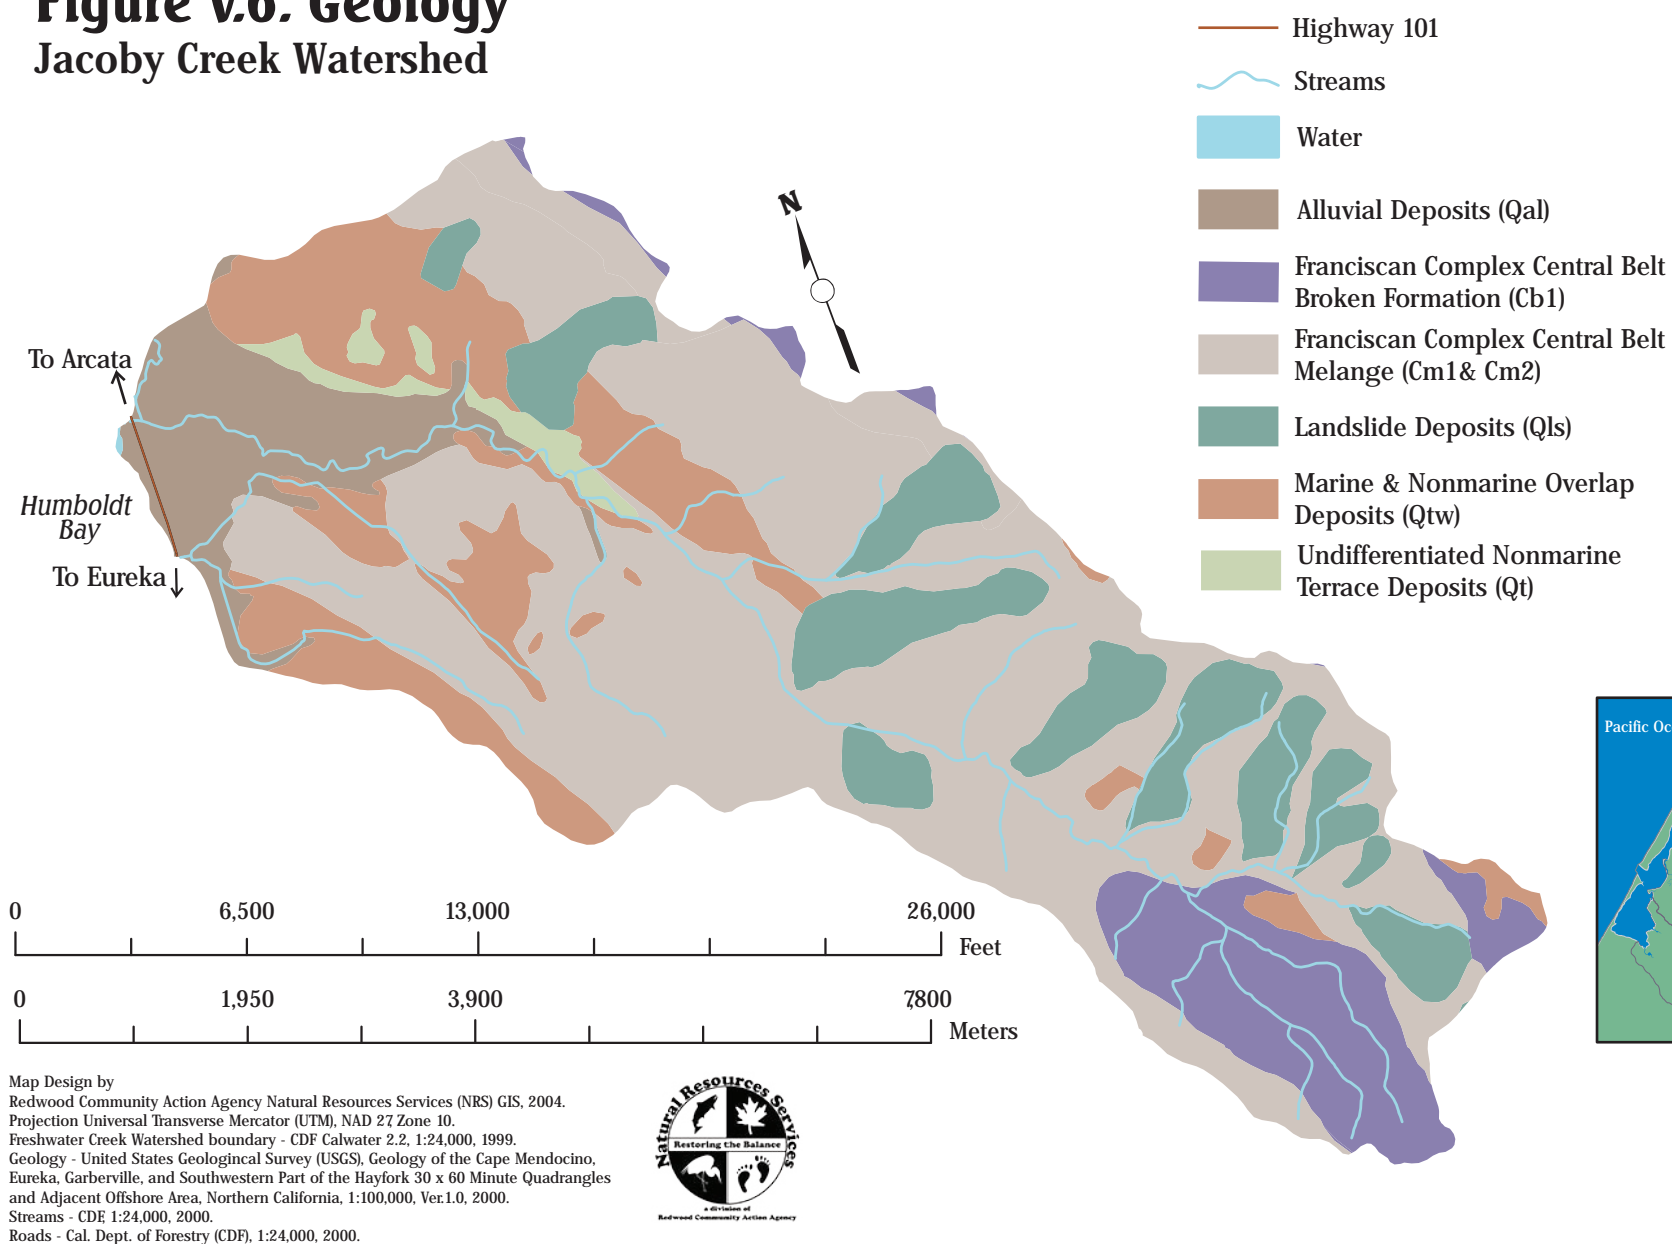 Figure V.6. Geology
Jacoby Creek Watershed
Highway 101
Streams
Water
Alluvial Deposits (Qal)
Franciscan Complex Central Belt
Broken Formation (Cb1)
Franciscan Complex Central Belt
Melange (Cm1& Cm2)
Landslide Deposits (Qls)
Marine & Nonmarine Overlap
Deposits (Qtw)
Undifferentiated Nonmarine
Terrace Deposits (Qt)
N
To Arcata
Humboldt
Bay
To Eureka
Pacific Oc
0 6,500 13,000 26,000
Feet
0 1,950 3,900 7800
Meters
Map Design by
Redwood Community Action Agency Natural Resources Services (NRS) GIS, 2004.
Projection Universal Transverse Mercator (UTM), NAD 27, Zone 10.
Freshwater Creek Watershed boundary - CDF Calwater 2.2, 1:24,000, 1999.
Geology - United States Geologincal Survey (USGS), Geology of the Cape Mendocino,
Eureka, Garberville, and Southwestern Part of the Hayfork 30 x 60 Minute Quadrangles
and Adjacent Offshore Area, Northern California, 1:100,000, Ver.1.0, 2000.
Streams - CDF, 1:24,000, 2000.
Roads - Cal. Dept. of Forestry (CDF), 1:24,000, 2000.
Natural Resources Services
Restoring the Balance
a division of
Redwood Community Action Agency